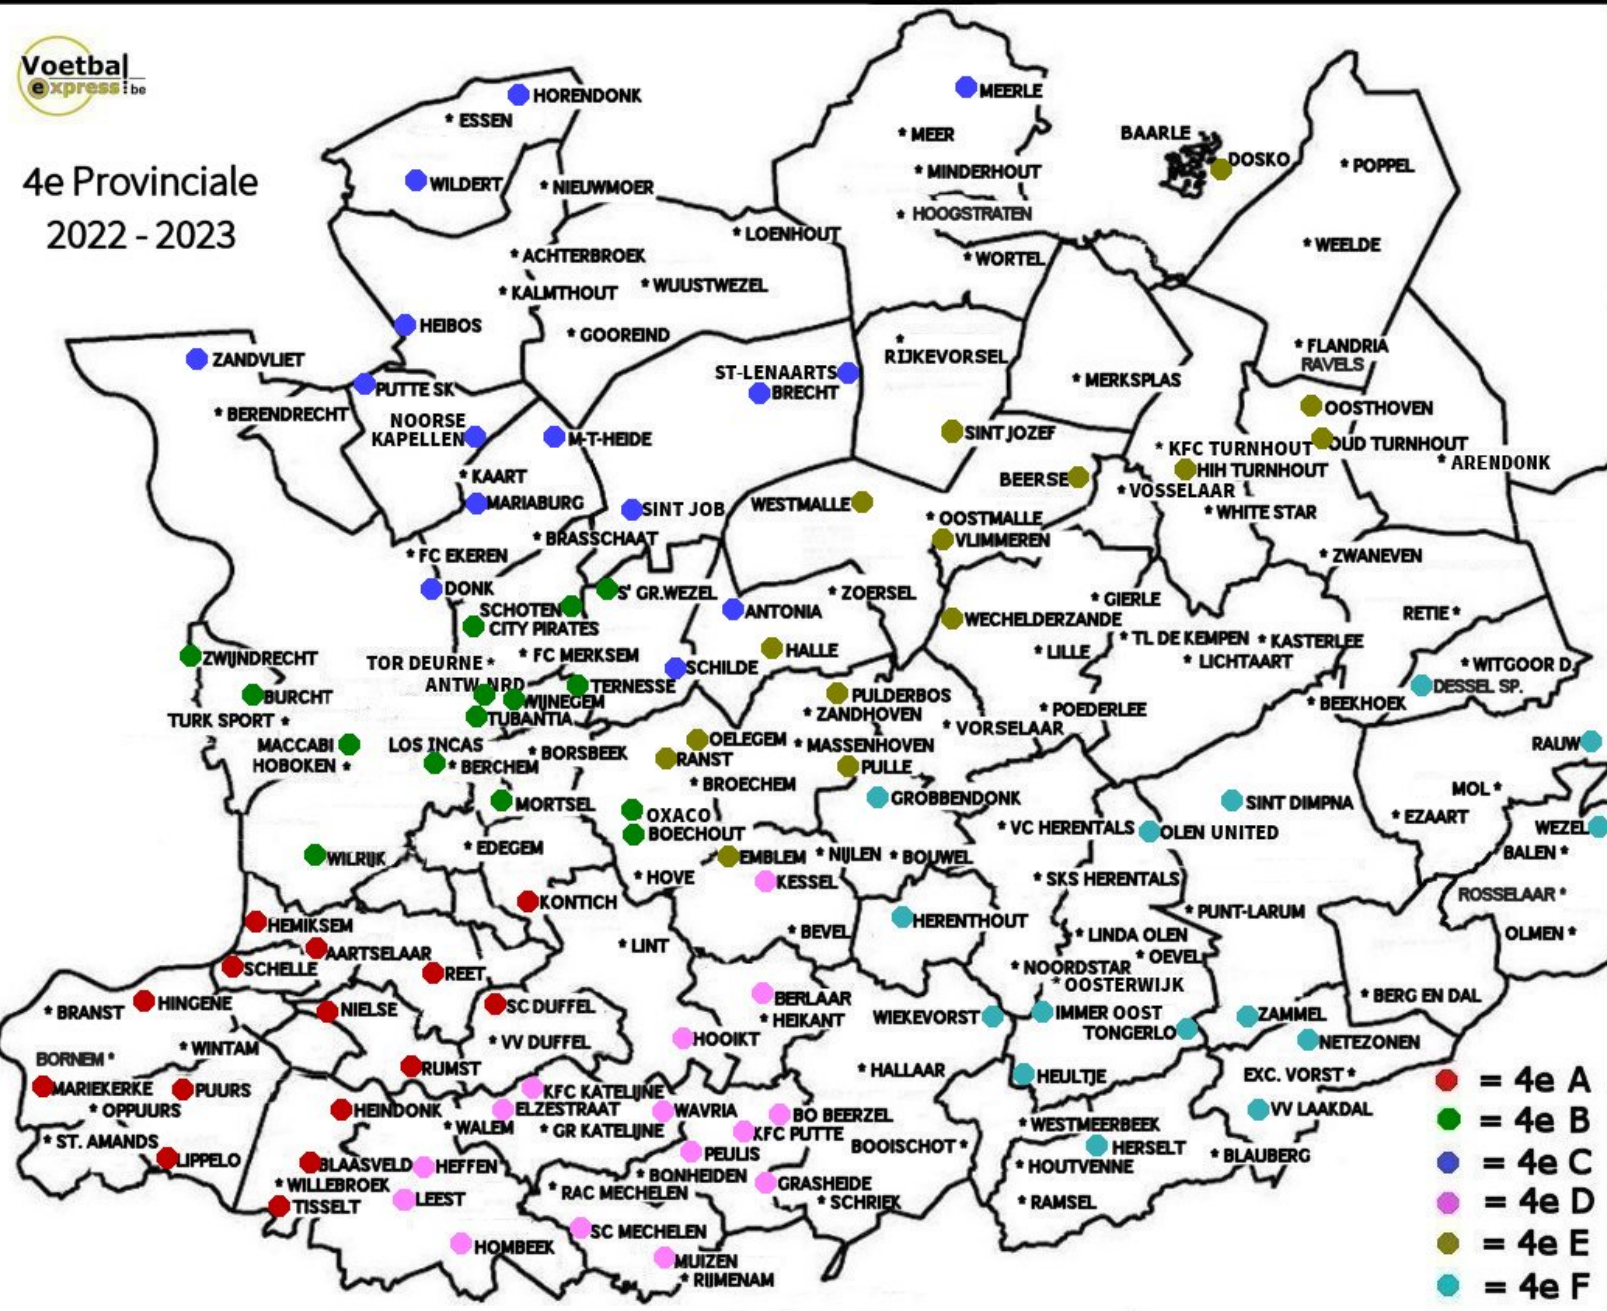 Voetbal
express!.be
4e Provinciale
2022 - 2023
HORENDONK
* ESSEN
WILDERT
* NIEUWMOER
MEERLE
* MEER
* MINDERHOUT
* HOOGSTRATEN
* WORTEL
BAARLE
DOSKO
* POPPEL
* WEELDE
* LOENHOUT
* ACHTERBROEK
* KALMTHOUT
* WUUSTWEZEL
* GOOREIND
HEIBOS
ZANDVLIET
PUTTE SK
* BERENDRECHT
NOORSE
KAPELLEN
M-T-HEIDE
ST-LENAARTS
BRECHT
*
RIJKEVORSEL
* MERKSPLAS
* FLANDRIA
RAVELS
OOSTHOVEN
OUD TURNHOUT
* ARENDONK
* KFC TURNHOUT
HIH TURNHOUT
* VOSSELAAR
* WHITE STAR
SINT JOZEF
BEERSE
* KAART
MARIABURG
SINT JOB
WESTMALLE
* OOSTMALLE
VLIMMEREN
* ZWANEVEN
* BRASSCHAAT
* FC EKEREN
DONK
S' GR.WEZEL
SCHOTEN
CITY PIRATES
ANTONIA
* ZOERSEL
WECHELDERZANDE
* GIERLE
RETIE *
* TL DE KEMPEN
* KASTERLEE
* LICHTAART
* LILLE
* WITGOOR D.
DESSEL SP.
* BEEKHOEK
ZWIJNDRECHT
BURCHT
TOR DEURNE *
ANTW.NRD
* FC MERKSEM
TERNESSE
WIJNEGEM
TUBANTIA
SCHILDE
HALLE
PULDERBOS
* ZANDHOVEN
* POEDERLEE
* VORSELAAR
TURK SPORT *
MACCABI
HOBOKEN *
LOS INCAS
* BERCHEM
* BORSBEEK
OELEGEM
RANST
* MASSENHOVEN
PULLE
* BROECHEM
RAUW
MOL *
WEZEL
BALEN *
* EZAART
MORTSEL
OXACO
BOECHOUT
GROBBENDONK
SINT DIMPNA
* VC HERENTALS
OLEN UNITED
WILRIJK
* EDEGEM
EMBLEM
* NIJLEN
* BOUWEL
* HOVE
KESSEL
* SKS HERENTALS
ROSSELAAR *
OLMEN *
KONTICH
HEMIKSEM
AARTSELAAR
SCHELLE
REET
* LINT
* BEVEL
HERENTHOUT
* PUNT-LARUM
* LINDA OLEN
* OEVEL
* NOORDSTAR
* OOSTERWIJK
* BERG EN DAL
* BRANST
HINGENE
NIELSE
SC DUFFEL
BERLAAR
* HEIKANT
WIEKEVORST
IMMER OOST
TONGERLO
ZAMMEL
NETEZONEN
* VV DUFFEL
HOOIKT
* WINTAM
BORNEM *
MARIEKERKE
PUURS
* OPPUURS
RUMST
* HALLAAR
HEULTJE
EXC. VORST *
VV LAAKDAL
KFC KATELIJNE
ELZESTRAAT
WAVRIA
BO BEERZEL
KFC PUTTE
HEINDONK
* WALEM
* GR KATELIJNE
* WESTMEERBEEK
HERSELT
* HOUTVENNE
* BLAUBERG
BOOISCHOT *
* ST. AMANDS
LIPPELO
BLAASVELD
HEFFEN
PEULIS
* BONHEIDEN
* WILLEBROEK
TISSELT
LEEST
* RAC MECHELEN
GRASHEIDE
* SCHRIEK
* RAMSEL
SC MECHELEN
HOMBEEK
MUIZEN
* RIJMENAM
= 4e A
= 4e B
= 4e C
= 4e D
= 4e E
= 4e F